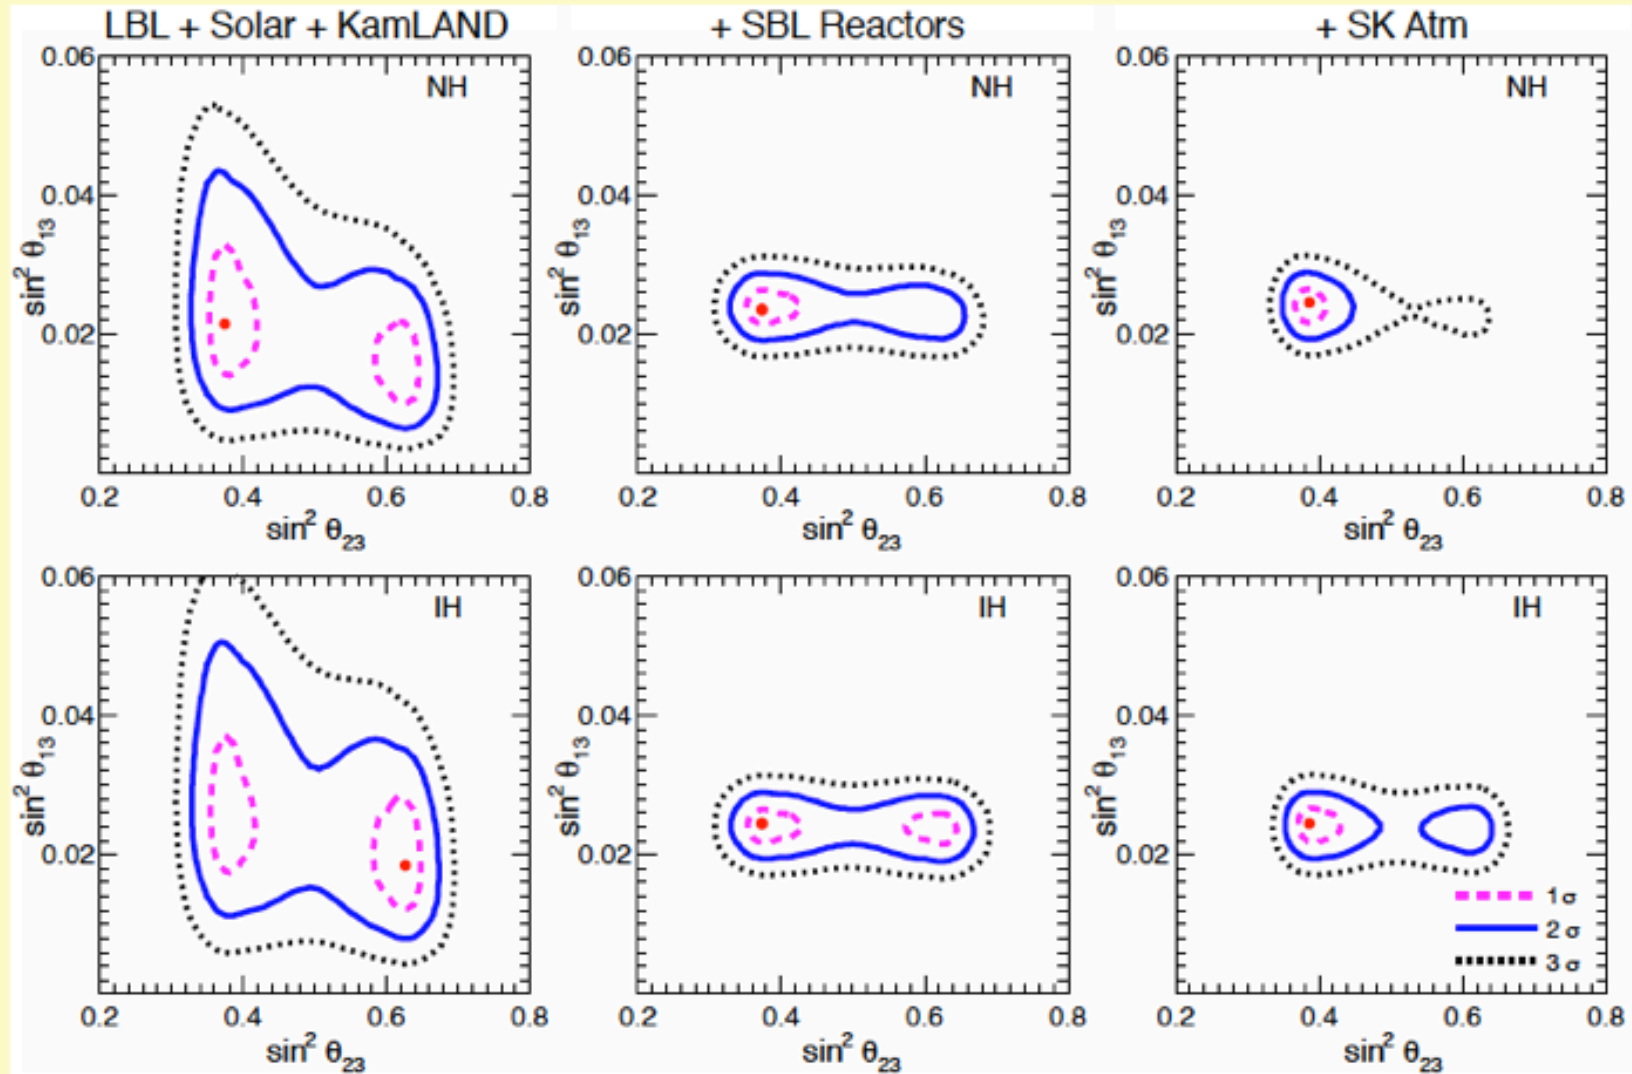 LBL + Solar + KamLAND
+ SBL Reactors
+ SK Atm
NH
0.06
0.04
0.02
sin² θ₁₃
0.2 0.4 0.6 0.8
sin² θ₂₃
NH
0.06
0.04
0.02
sin² θ₁₃
0.2 0.4 0.6 0.8
sin² θ₂₃
NH
0.06
0.04
0.02
sin² θ₁₃
0.2 0.4 0.6 0.8
sin² θ₂₃
IH
0.06
0.04
0.02
sin² θ₁₃
0.2 0.4 0.6 0.8
sin² θ₂₃
IH
0.06
0.04
0.02
sin² θ₁₃
0.2 0.4 0.6 0.8
sin² θ₂₃
IH
0.06
0.04
0.02
sin² θ₁₃
1 σ
2 σ
3 σ
0.2 0.4 0.6 0.8
sin² θ₂₃